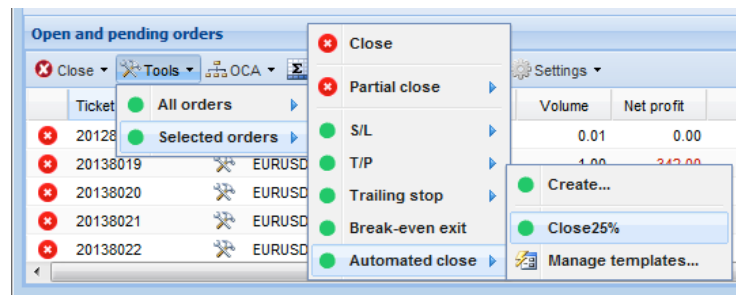 Open and pending orders
Close Tools OCA Settings
Ticket Volume Net profit
All orders
Selected orders
Close
Partial close
S/L
T/P
Trailing stop
Break-even exit
Automated close
Create...
Close25%
Manage templates...
20128 0.01 0.00
20138019 EURUSD
20138020 EURUSD
20138021 EURUSD
20138022 EURUSD